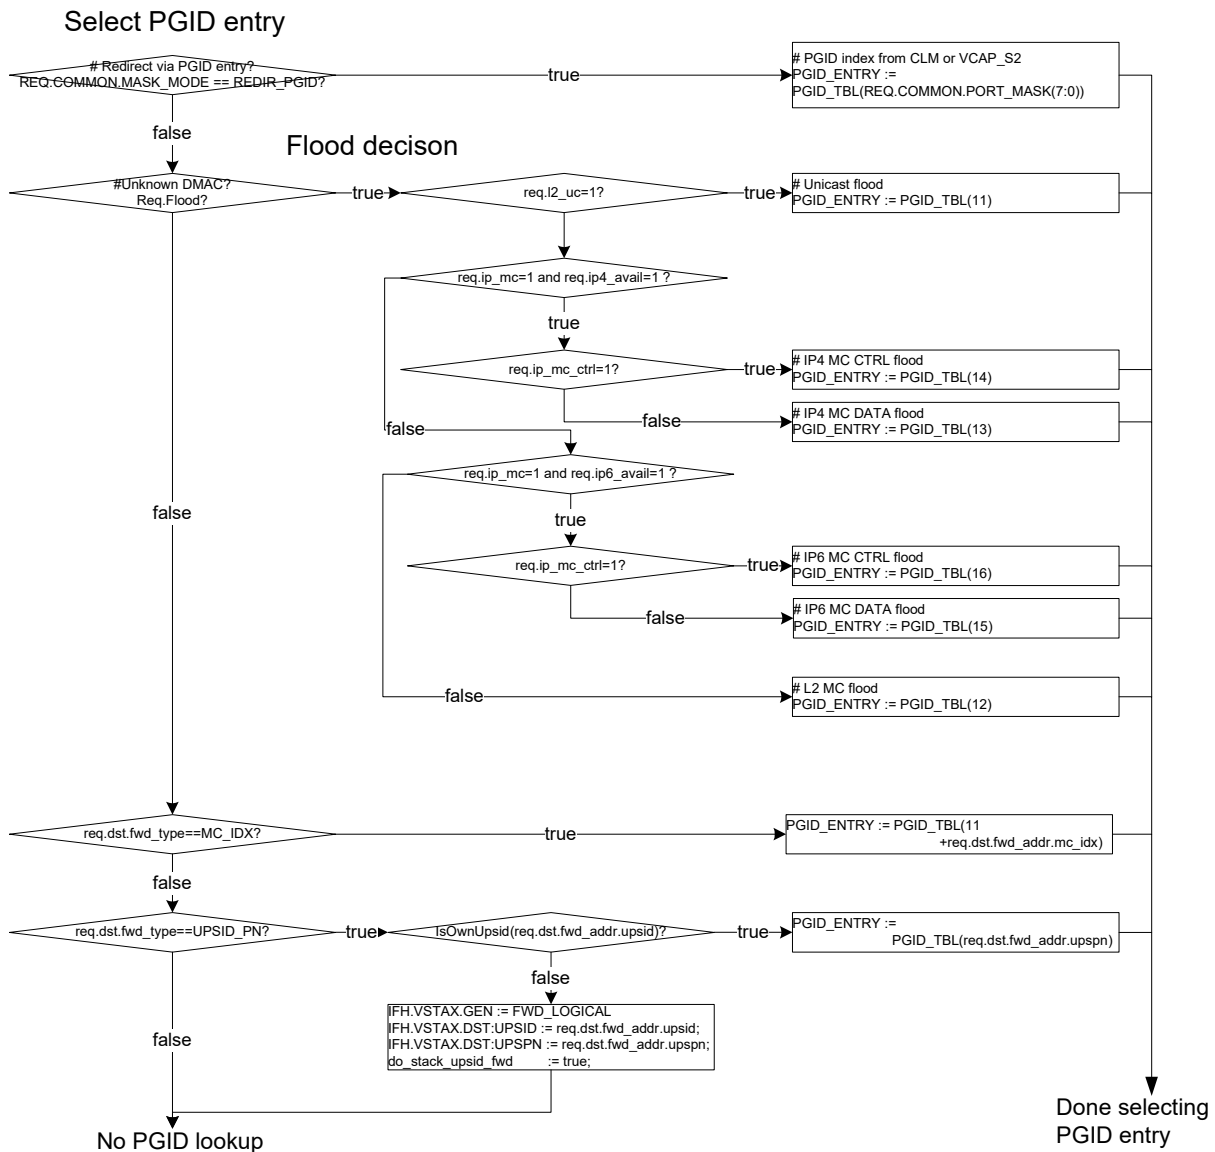 Select PGID entry
# Redirect via PGID entry?
REQ.COMMON.MASK_MODE == REDIR_PGID?
true
# PGID index from CLM or VCAP_S2
PGID_ENTRY :=
PGID_TBL(REQ.COMMON.PORT_MASK(7:0))
false
Flood decison
#Unknown DMAC?
Req.Flood?
true
req.l2_uc=1?
true
# Unicast flood
PGID_ENTRY := PGID_TBL(11)
req.ip_mc=1 and req.ip4_avail=1 ?
true
req.ip_mc_ctrl=1?
true
# IP4 MC CTRL flood
PGID_ENTRY := PGID_TBL(14)
false
# IP4 MC DATA flood
PGID_ENTRY := PGID_TBL(13)
false
req.ip_mc=1 and req.ip6_avail=1 ?
false
true
req.ip_mc_ctrl=1?
true
# IP6 MC CTRL flood
PGID_ENTRY := PGID_TBL(16)
false
# IP6 MC DATA flood
PGID_ENTRY := PGID_TBL(15)
false
# L2 MC flood
PGID_ENTRY := PGID_TBL(12)
req.dst.fwd_type==MC_IDX?
true
PGID_ENTRY := PGID_TBL(11
+req.dst.fwd_addr.mc_idx)
false
req.dst.fwd_type==UPSID_PN?
true
IsOwnUpsid(req.dst.fwd_addr.upsid)?
true
PGID_ENTRY :=
PGID_TBL(req.dst.fwd_addr.upspn)
false
IFH.VSTAX.GEN := FWD_LOGICAL
IFH.VSTAX.DST:UPSID := req.dst.fwd_addr.upsid;
IFH.VSTAX.DST:UPSPN := req.dst.fwd_addr.upspn;
do_stack_upsid_fwd := true;
false
No PGID lookup
Done selecting
PGID entry